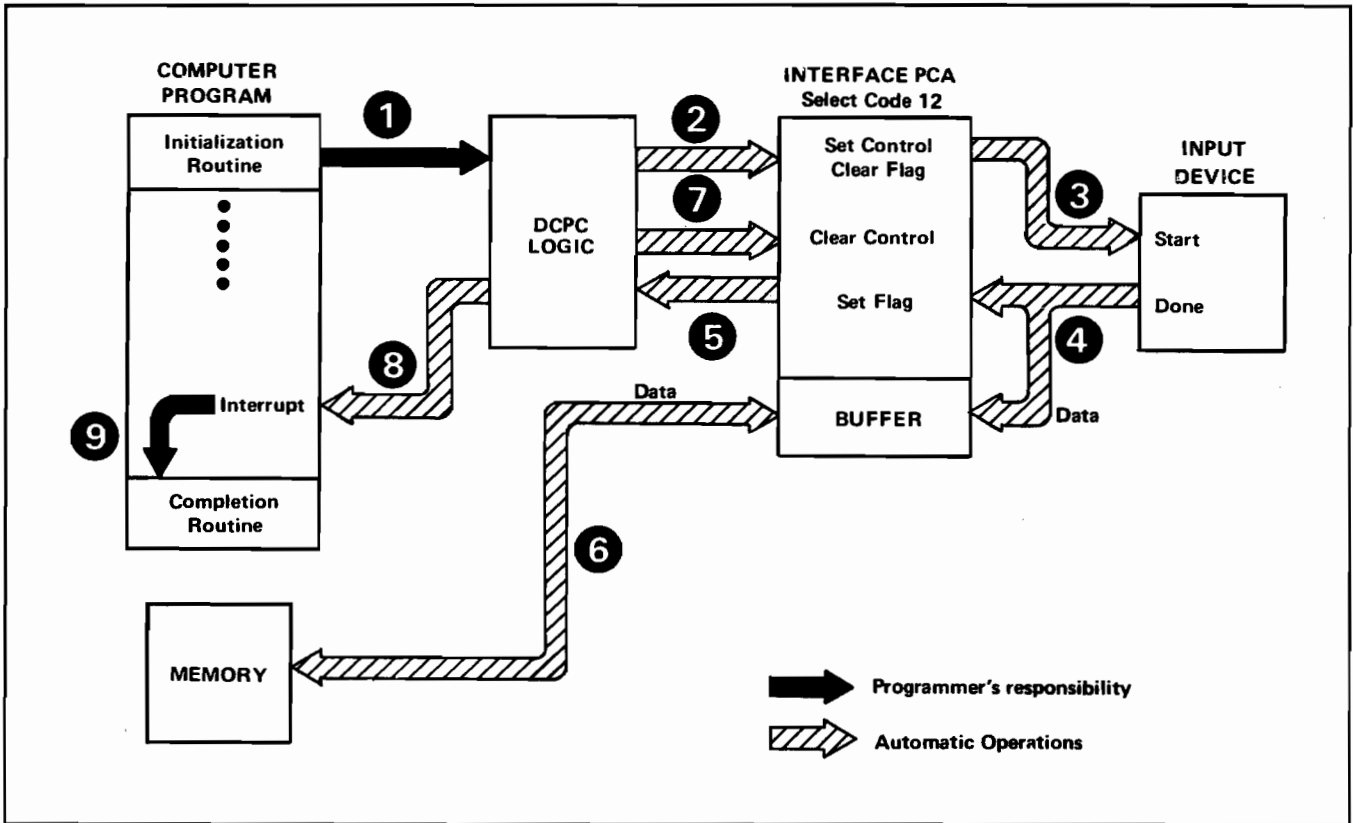 COMPUTER
PROGRAM
Initialization
Routine
Interrupt
Completion
Routine
1
DCPC
LOGIC
2
7
5
8
9
INTERFACE PCA
Select Code 12
Set Control
Clear Flag
Clear Control
Set Flag
BUFFER
3
INPUT
DEVICE
Start
Done
4
Data
Data
6
MEMORY
Programmer's responsibility
Automatic Operations